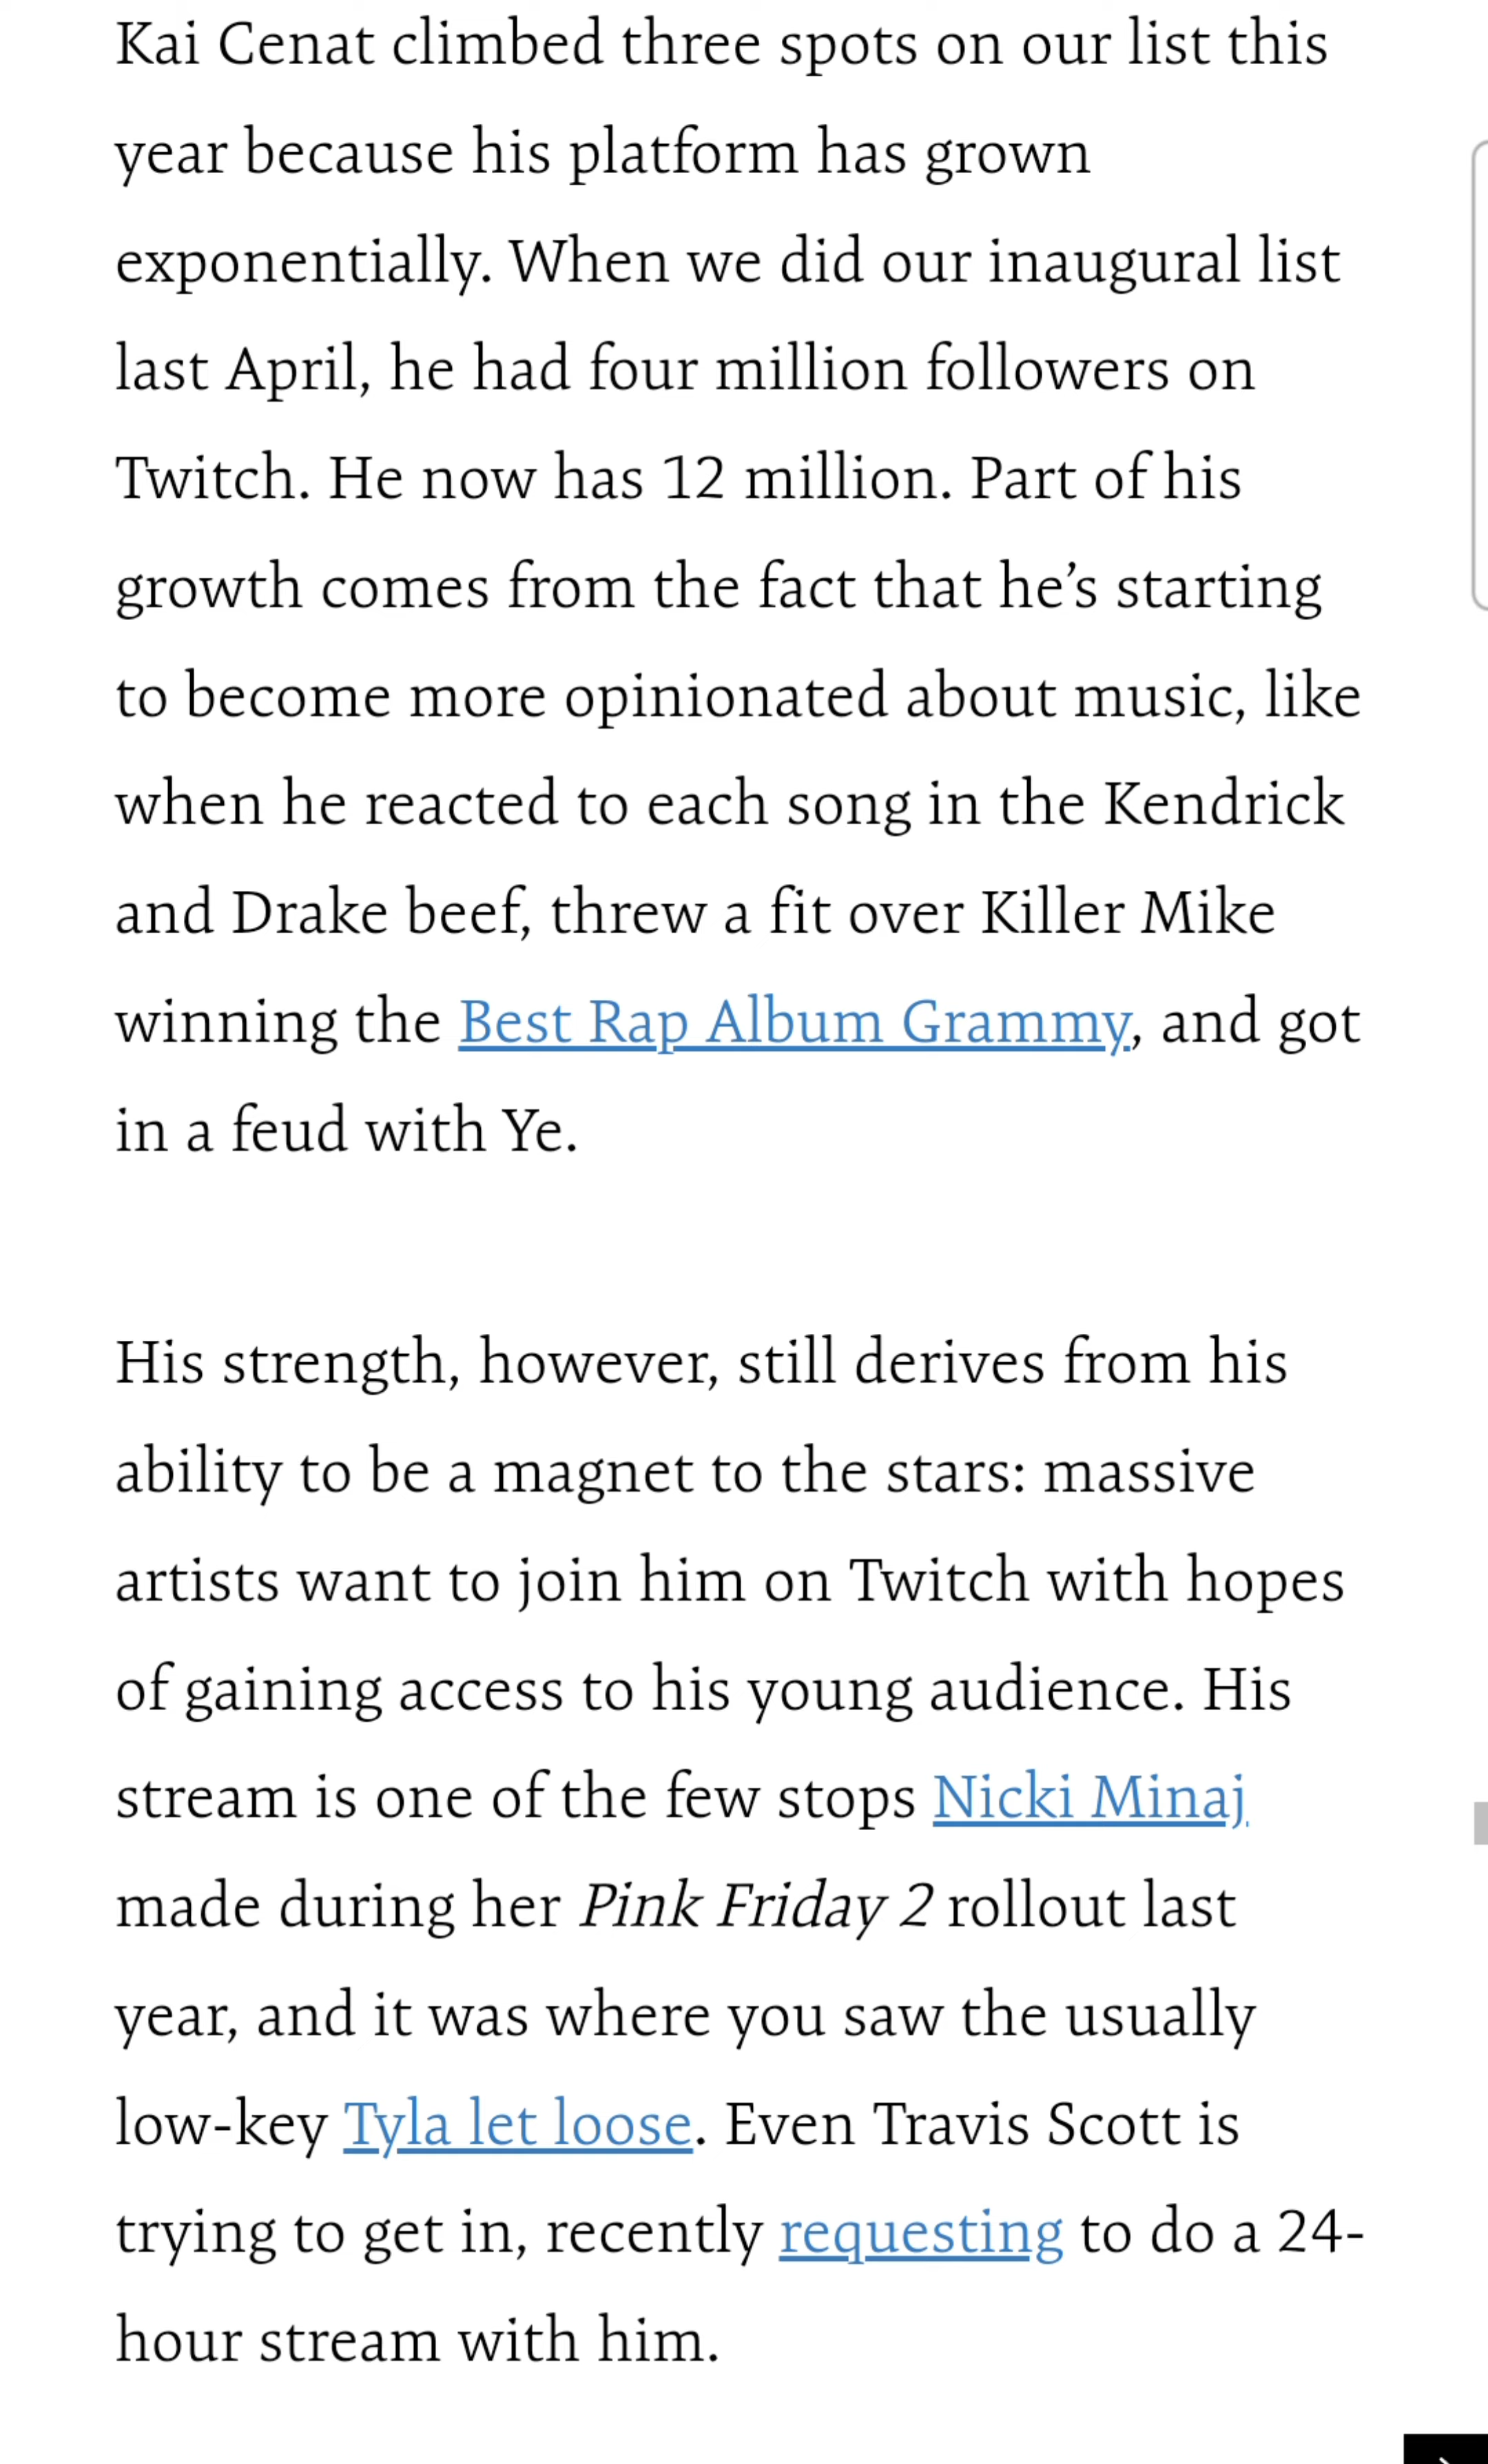 Kai Cenat climbed three spots on our list this
year because his platform has grown
exponentially. When we did our inaugural list
last April, he had four million followers on
Twitch. He now has 12 million. Part of his
growth comes from the fact that he’s starting
to become more opinionated about music, like
when he reacted to each song in the Kendrick
and Drake beef, threw a fit over Killer Mike
winning the Best Rap Album Grammy, and got
in a feud with Ye.
His strength, however, still derives from his
ability to be a magnet to the stars: massive
artists want to join him on Twitch with hopes
of gaining access to his young audience. His
stream is one of the few stops Nicki Minaj
made during her Pink Friday 2 rollout last
year, and it was where you saw the usually
low-key Tyla let loose. Even Travis Scott is
trying to get in, recently requesting to do a 24-
hour stream with him.